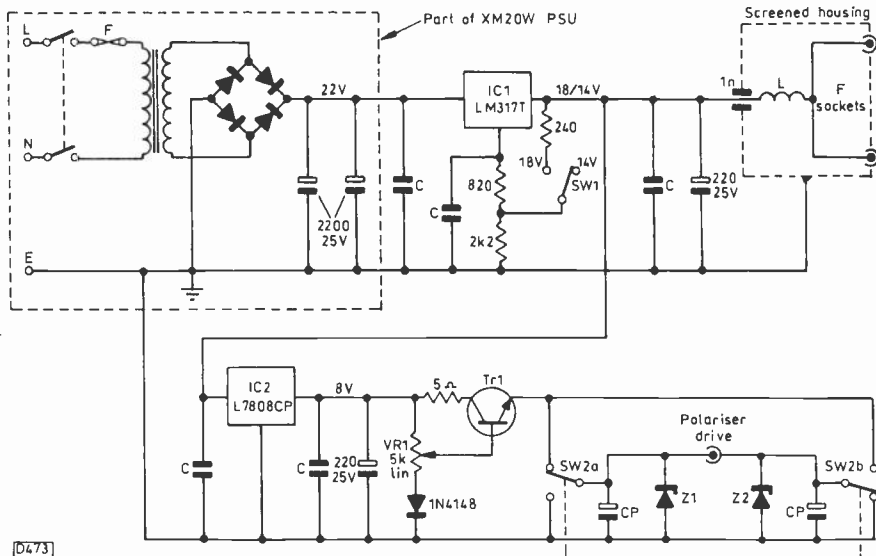 Part of XM20W PSU
Screened housing
L
F
22V
IC1
LM317T
18/14V
1n
L
F
sockets
240
18V
14V
SW1
N
2200
25V
C
C
820
2k2
C
220
25V
E
IC2
L7808CP
8V
5Ω
Tr1
Polariser
drive
VR1
5k
lin
C
C
220
25V
1N4148
SW2a
CP
Z1
Z2
CP
SW2b
D473